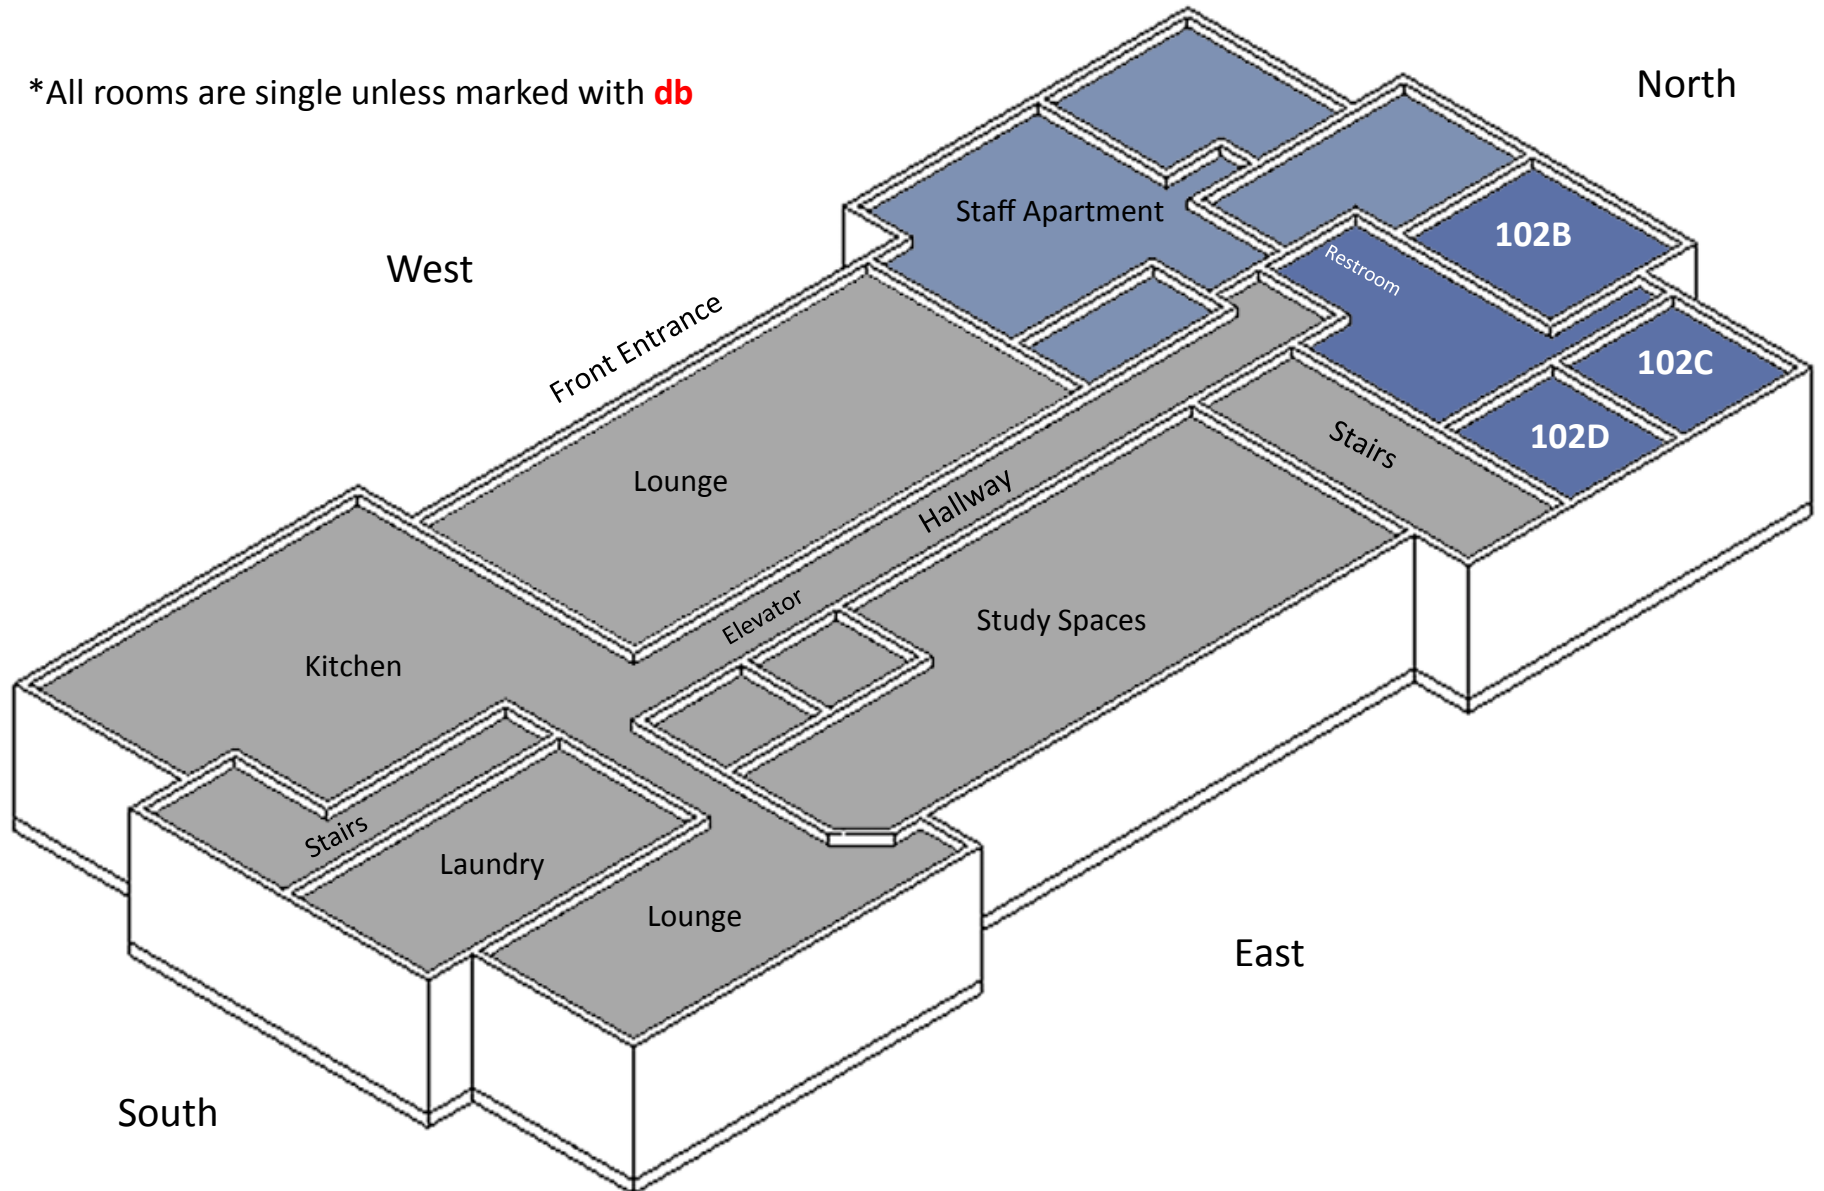 *All rooms are single unless marked with db
North
West
Staff Apartment
102B
Restroom
Front Entrance
102C
102D
Stairs
Lounge
Hallway
Elevator
Study Spaces
Kitchen
Stairs
Laundry
Lounge
East
South